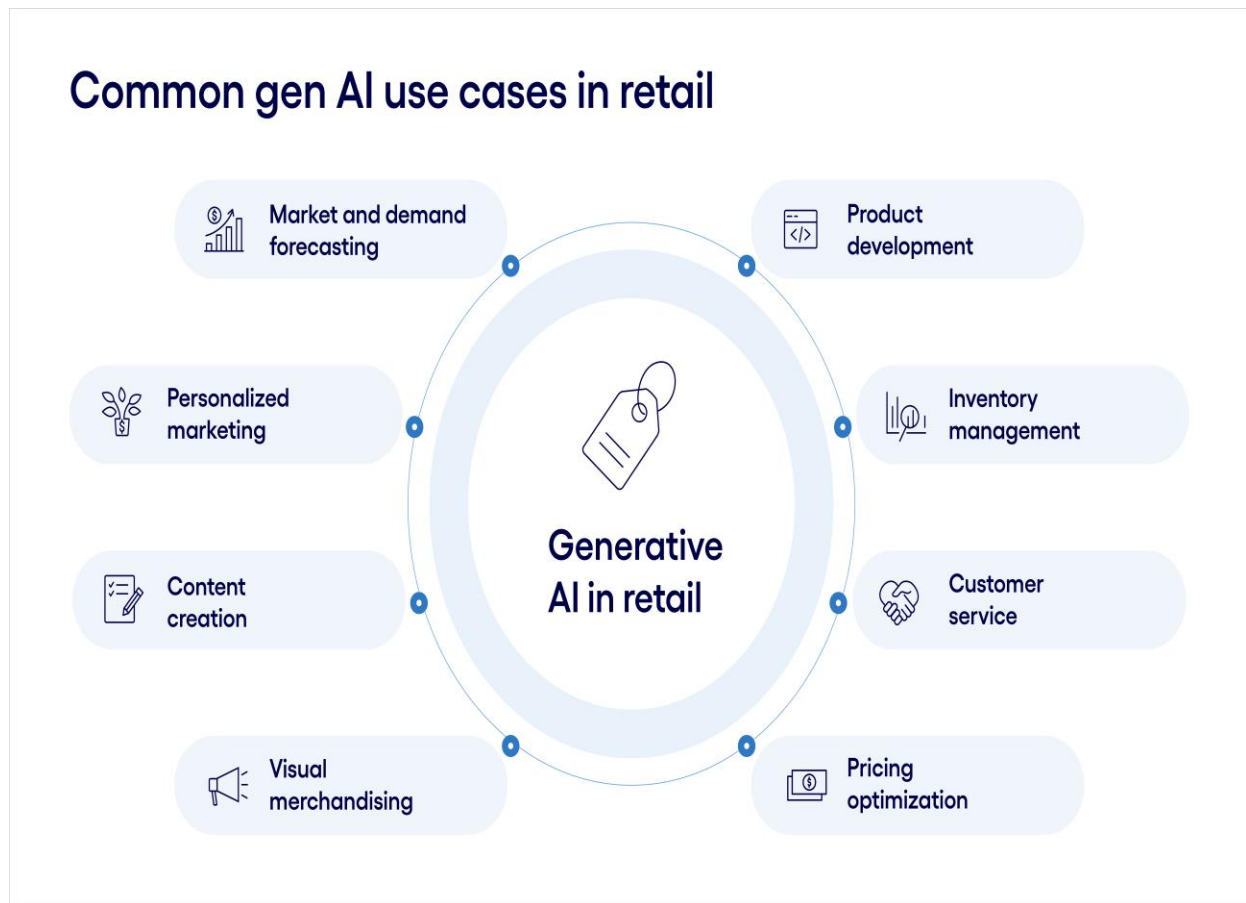 Common gen AI use cases in retail
Market and demand
forecasting
Product
development
Personalized
marketing
Inventory
management
Generative
AI in retail
Content
creation
Customer
service
Visual
merchandising
Pricing
optimization